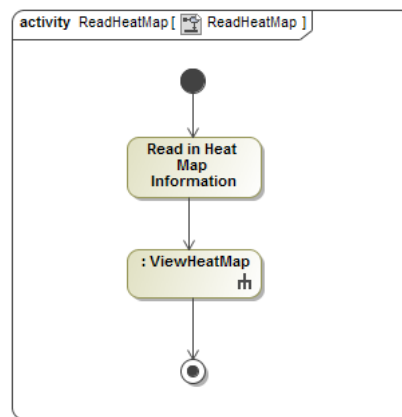 activity ReadHeatMap [ ReadHeatMap ]
Read in Heat
Map
Information
: ViewHeatMap